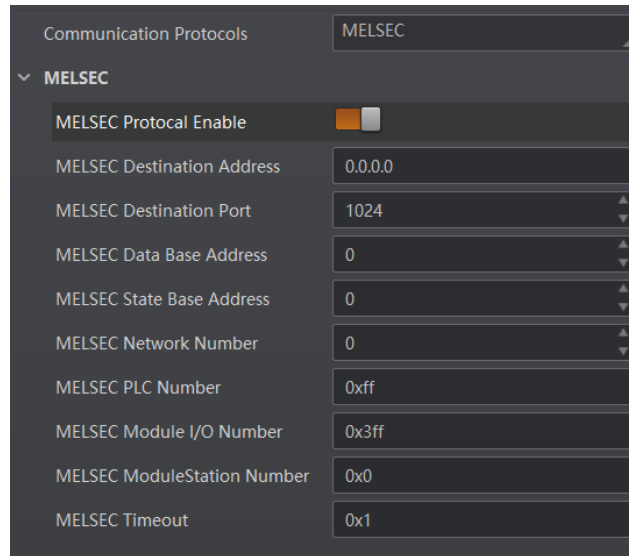 Communication Protocols MELSEC
MELSEC
MELSEC Protocal Enable
MELSEC Destination Address 0.0.0.0
MELSEC Destination Port 1024
MELSEC Data Base Address 0
MELSEC State Base Address 0
MELSEC Network Number 0
MELSEC PLC Number 0xff
MELSEC Module I/O Number 0x3ff
MELSEC ModuleStation Number 0x0
MELSEC Timeout 0x1